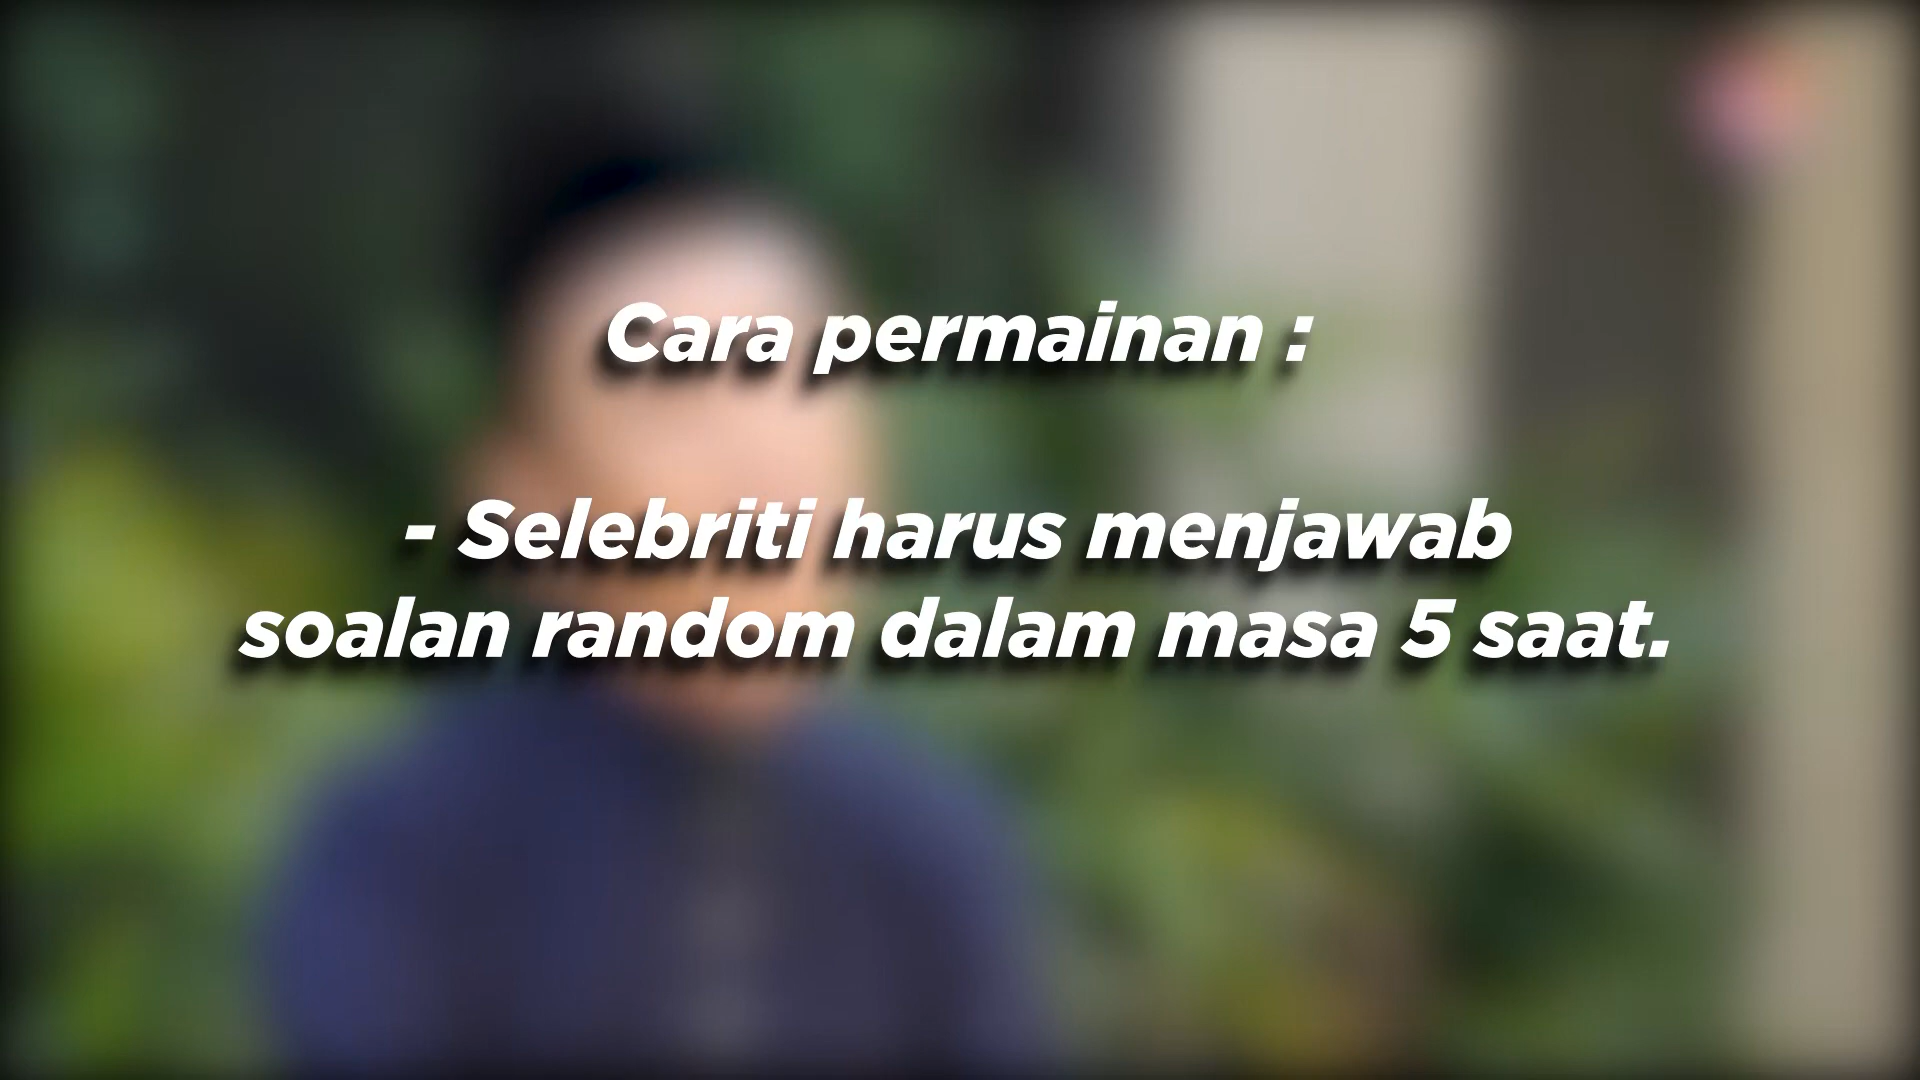 Cara permainan :
- Selebriti harus menjawab
soalan random dalam masa 5 saat.